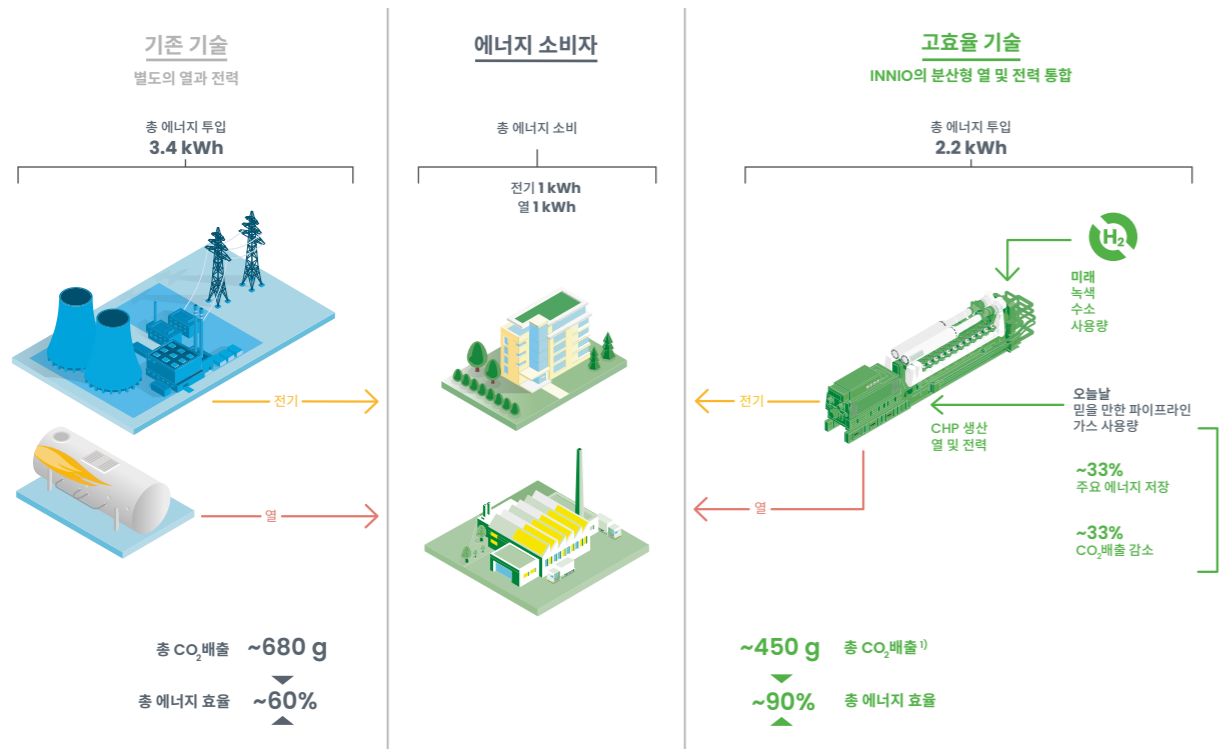 기존 기술
별도의 열과 전력
총 에너지 투입
3.4 kWh
전기
열
총 CO₂배출 ~680 g
총 에너지 효율 ~60%
에너지 소비자
총 에너지 소비
전기 1 kWh
열 1 kWh
고효율 기술
INNIO의 분산형 열 및 전력 통합
총 에너지 투입
2.2 kWh
H₂
미래
녹색
수소
사용량
전기
오늘날
믿을 만한 파이프라인
가스 사용량
CHP 생산
열 및 전력
열
~33%
주요 에너지 저장
~33%
CO₂배출 감소
~450 g 총 CO₂배출 ¹⁾
~90% 총 에너지 효율